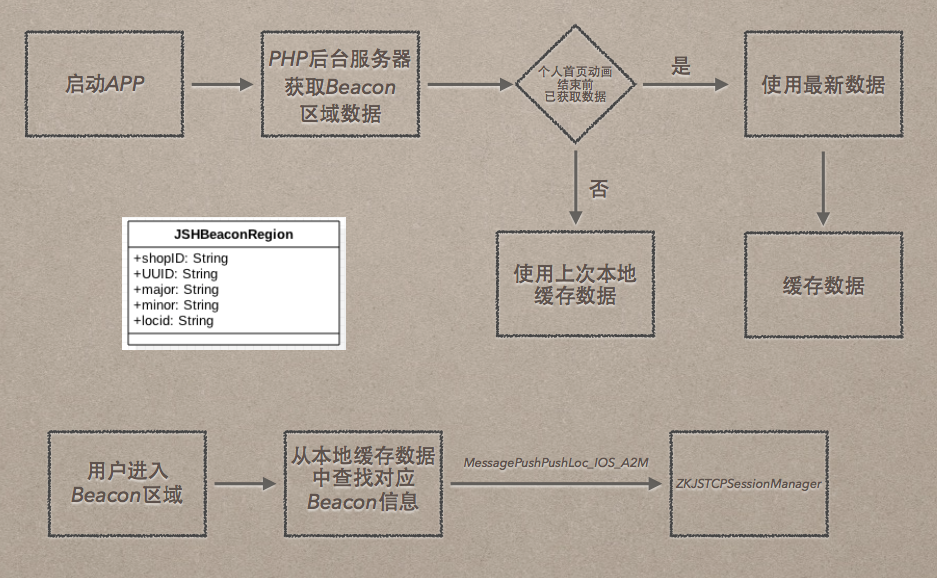 启动APP
PHP后台服务器
获取Beacon
区域数据
个人首页动画
结束前
已获取数据
是
使用最新数据
否
使用上次本地
缓存数据
缓存数据
JSHBeaconRegion
+shopID: String
+UUID: String
+major: String
+minor: String
+locid: String
用户进入
Beacon区域
从本地缓存数据
中查找对应
Beacon信息
MessagePushPushLoc_IOS_A2M
ZKJSTCPSessionManager